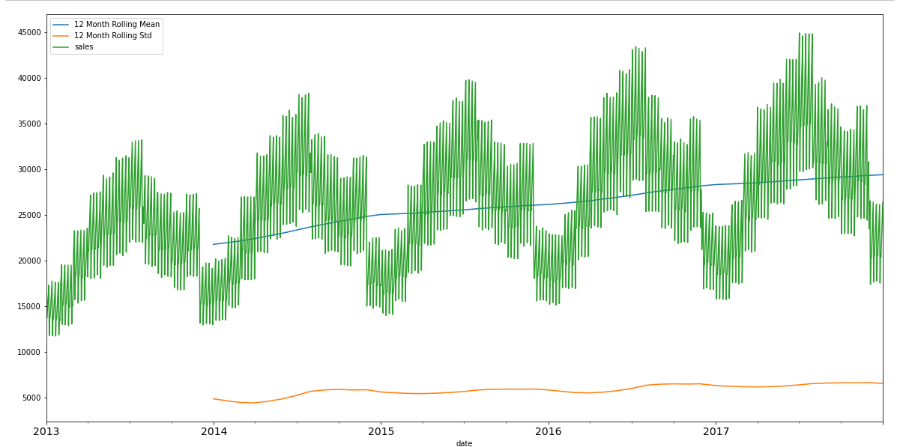 12 Month Rolling Mean
12 Month Rolling Std
sales
45000
40000
35000
30000
25000
20000
15000
10000
5000
2013 2014 2015 2016 2017
date